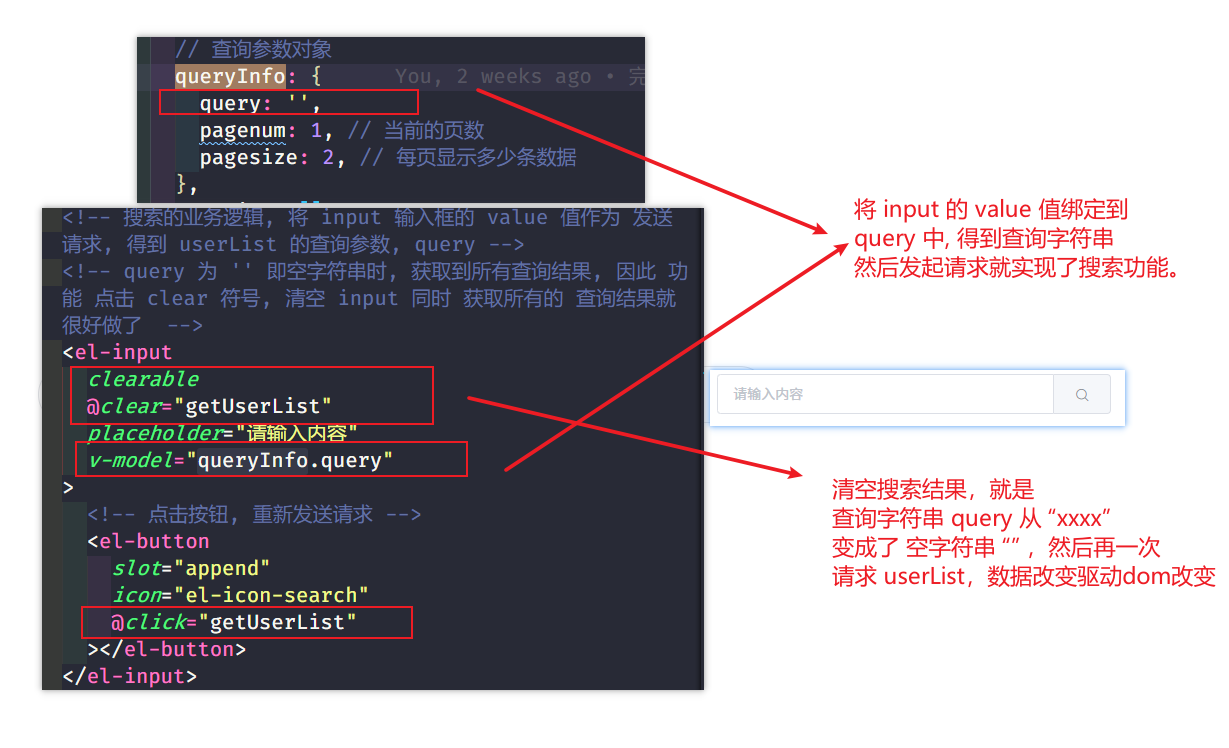 // 查询参数对象
queryInfo: { You, 2 weeks ago • 完
query: '',
pagenum: 1, // 当前的页数
pagesize: 2, // 每页显示多少条数据
},
<!-- 搜索的业务逻辑, 将 input 输入框的 value 值作为 发送
请求, 得到 userList 的查询参数, query -->
<!-- query 为 '' 即空字符串时, 获取到所有查询结果, 因此 功
能 点击 clear 符号, 清空 input 同时 获取所有的 查询结果就
很好做了 -->
<el-input
clearable
@clear="getUserList"
placeholder="请输入内容"
v-model="queryInfo.query"
>
<!-- 点击按钮, 重新发送请求 -->
<el-button
slot="append"
icon="el-icon-search"
@click="getUserList"
></el-button>
</el-input>
将 input 的 value 值绑定到
query 中, 得到查询字符串
然后发起请求就实现了搜索功能。
请输入内容
清空搜索结果，就是
查询字符串 query 从 “xxxx”
变成了 空字符串 “” ，然后再一次
请求 userList，数据改变驱动dom改变